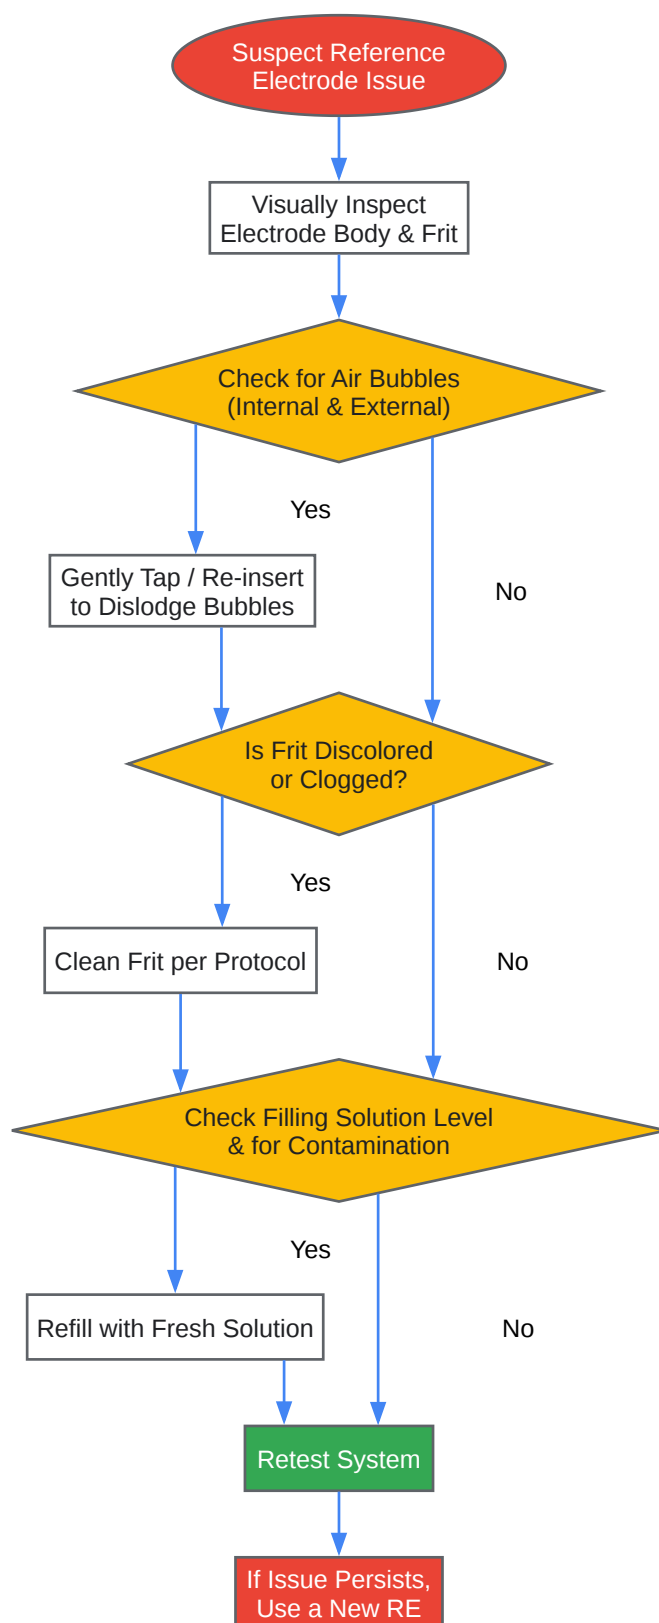 Suspect Reference
Electrode Issue
Visually Inspect
Electrode Body & Frit
Check for Air Bubbles
(Internal & External)
Yes
Gently Tap / Re-insert
to Dislodge Bubbles
No
Is Frit Discolored
or Clogged?
Yes
Clean Frit per Protocol
No
Check Filling Solution Level
& for Contamination
Yes
Refill with Fresh Solution
No
Retest System
If Issue Persists,
Use a New RE